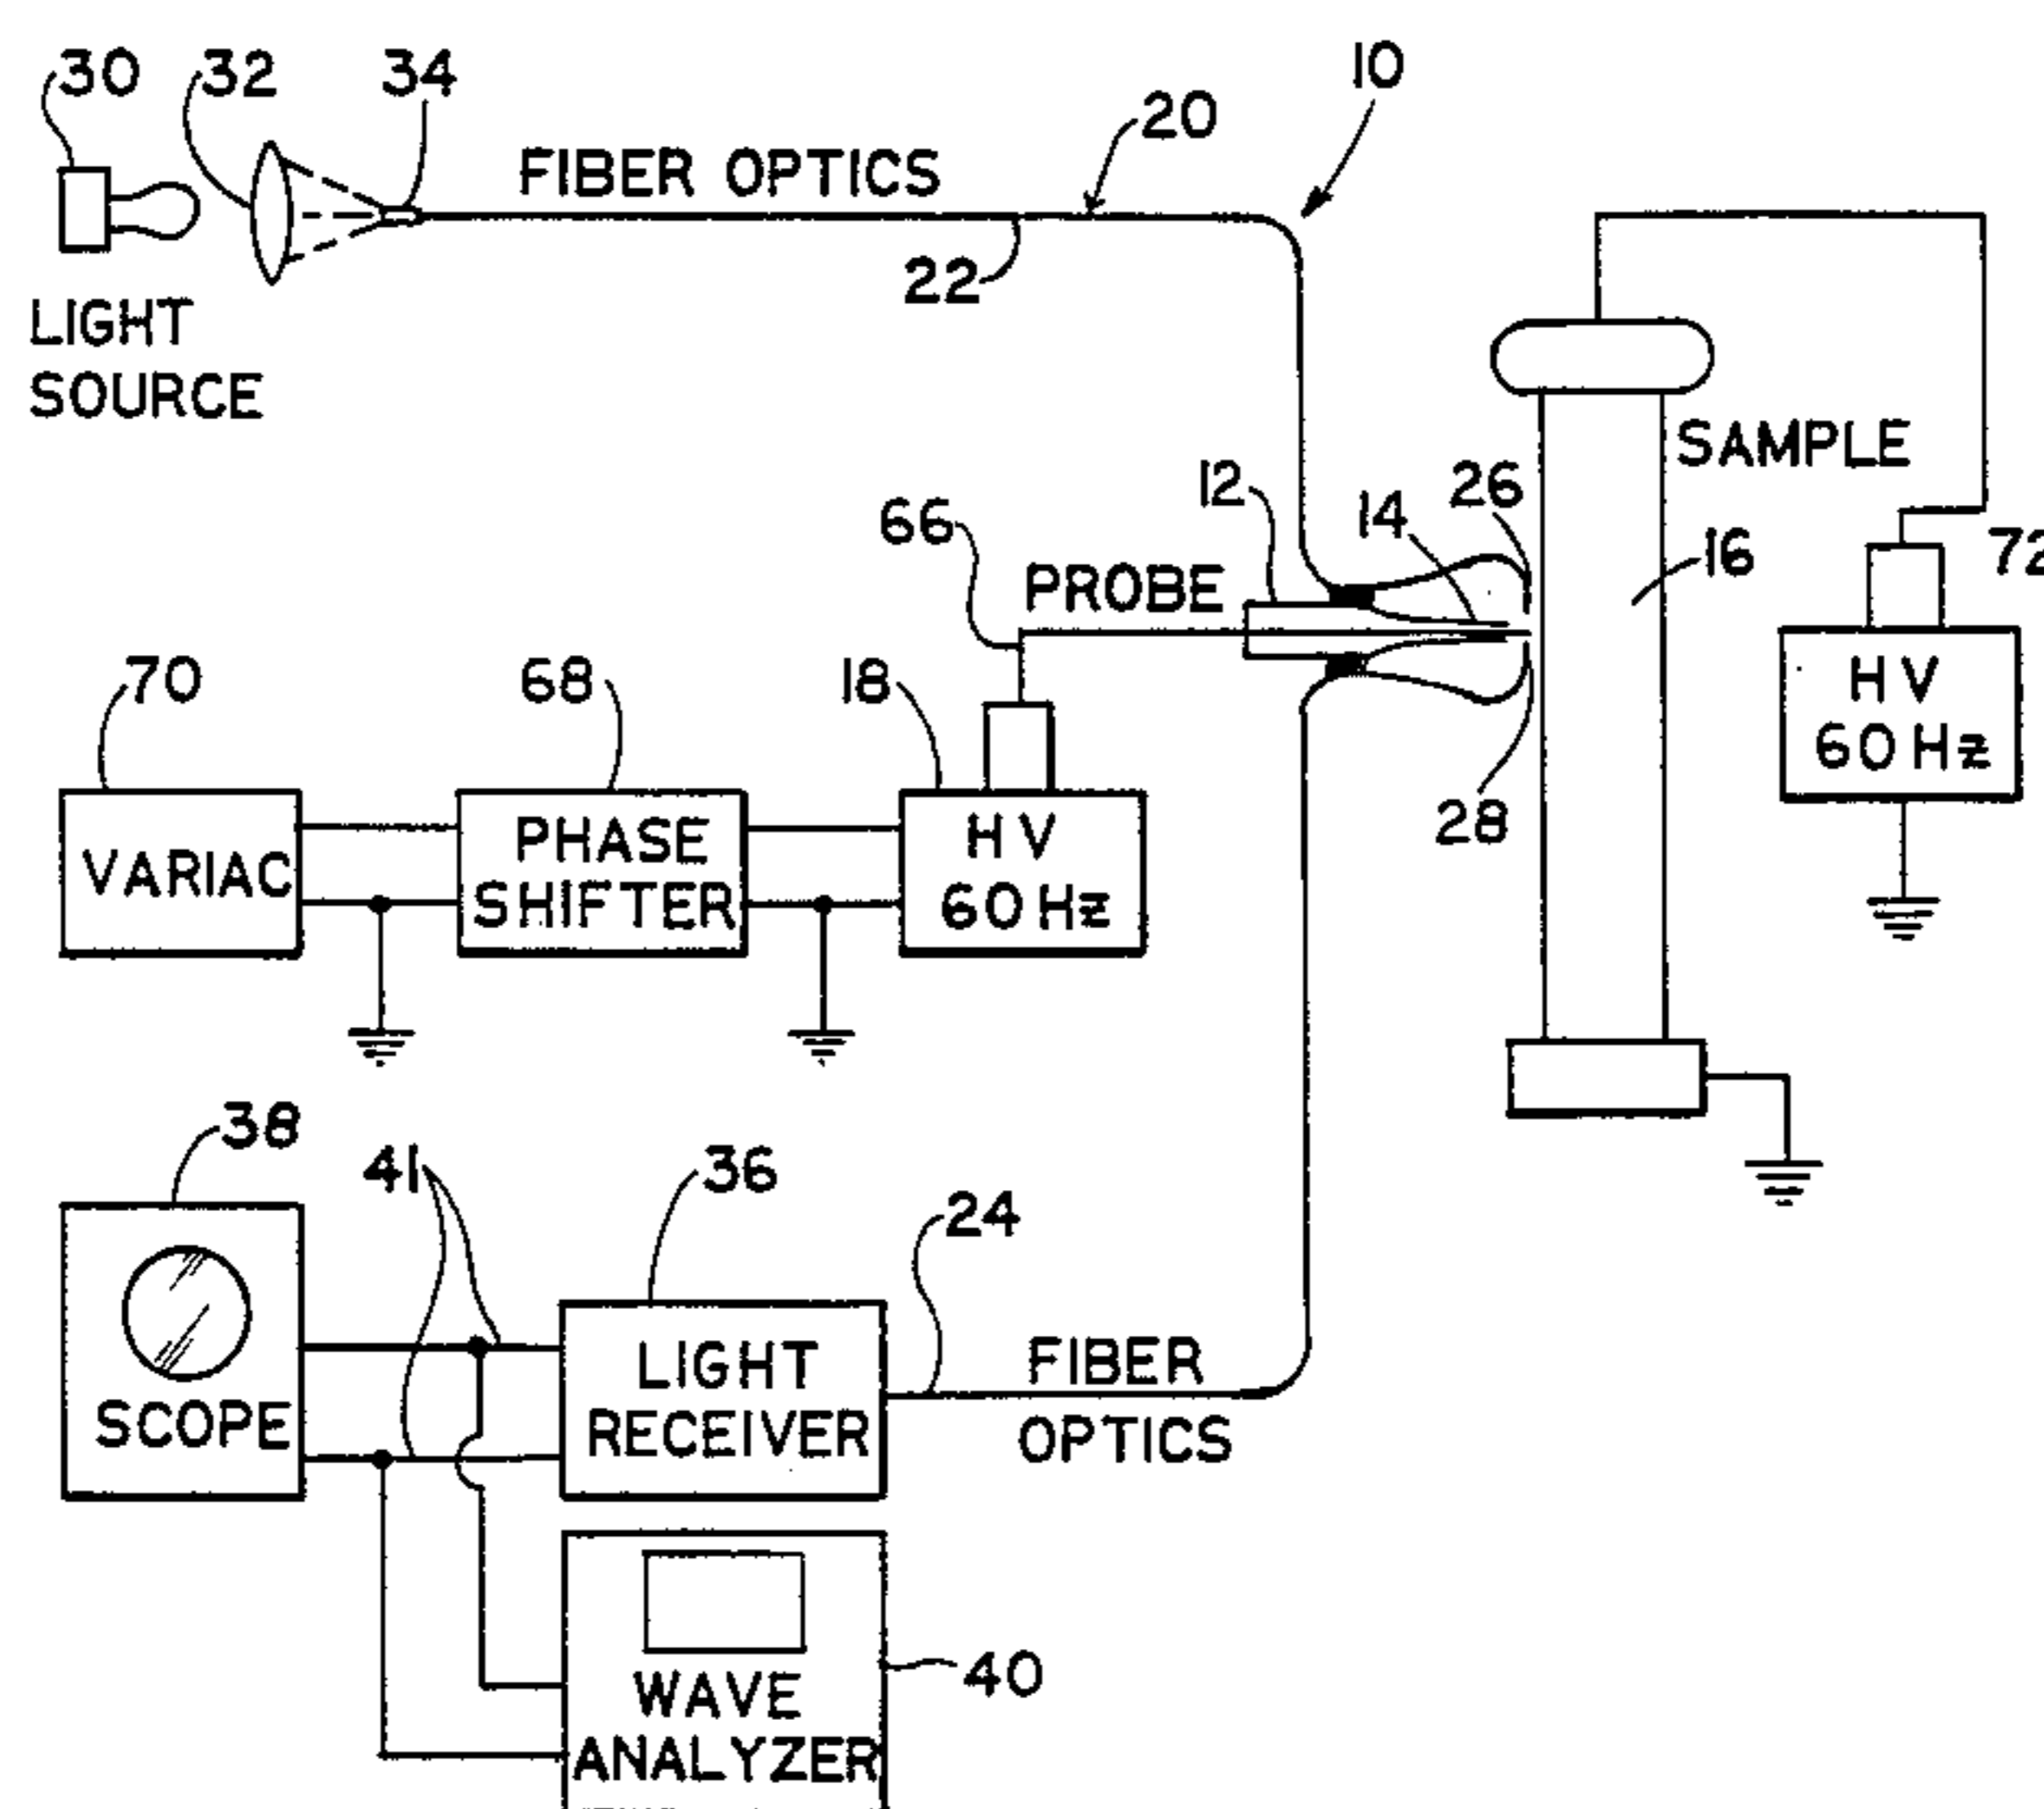 30
32
34
FIBER OPTICS
20
10
22
LIGHT
SOURCE
SAMPLE
12
14
26
66
PROBE
16
72
HV
60 Hz
70
68
18
28
VARIAC
PHASE
SHIFTER
HV
60 Hz
38
41
36
24
SCOPE
LIGHT
RECEIVER
FIBER
OPTICS
WAVE
ANALYZER
40